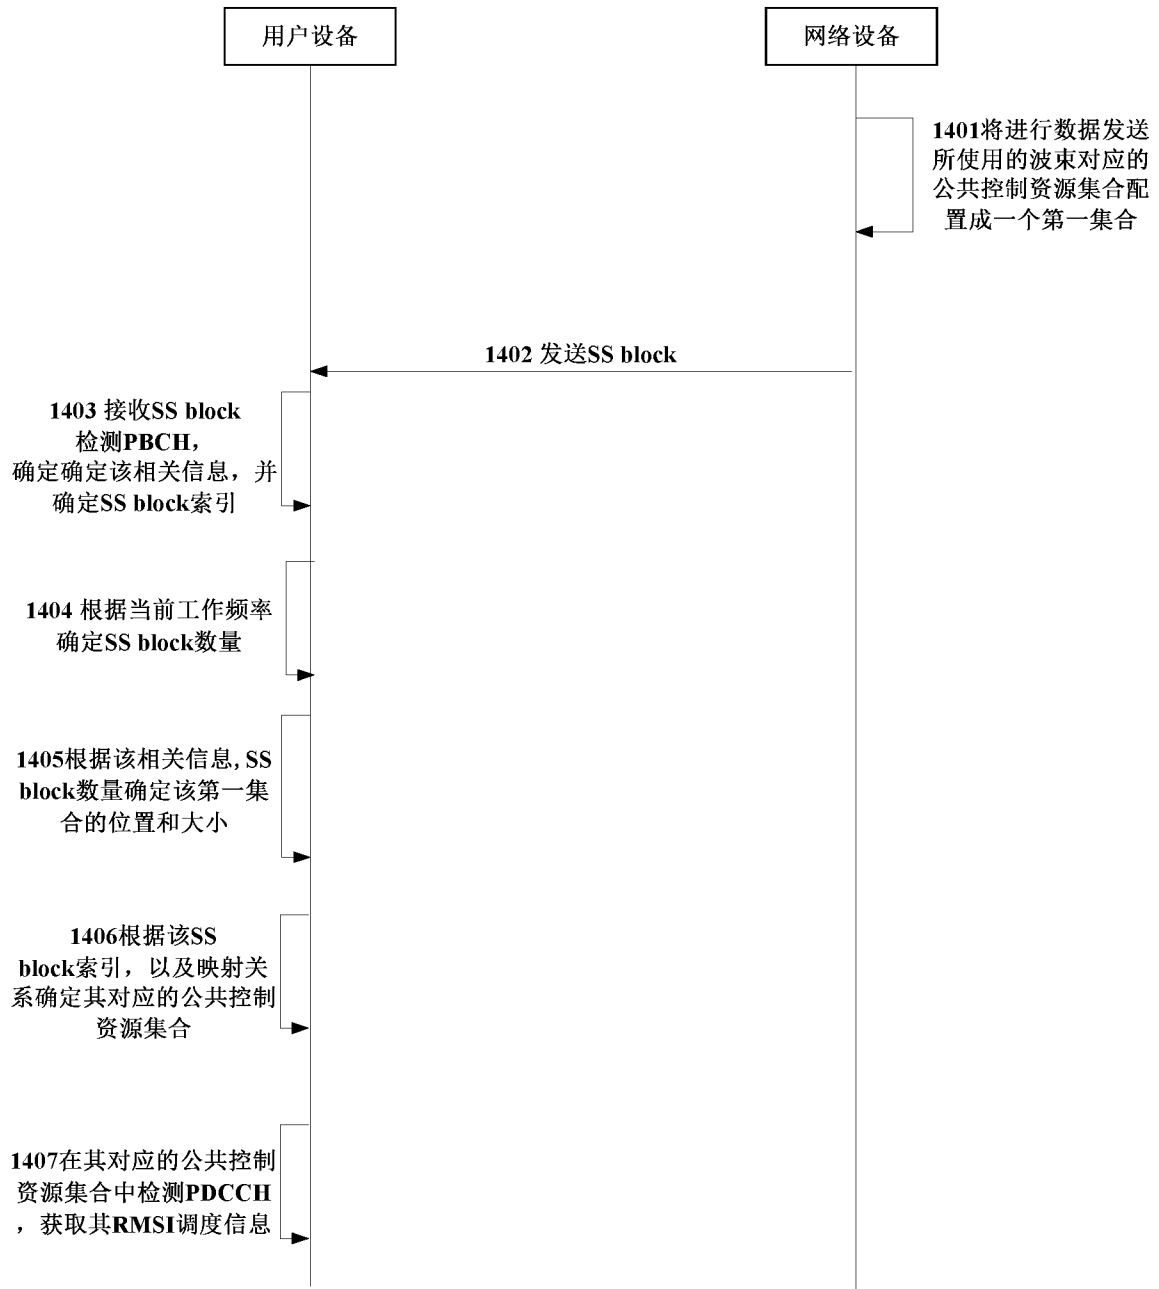 用户设备
网络设备
1401将进行数据发送
所使用的波束对应的
公共控制资源集合配
置成一个第一集合
1402 发送SS block
1403 接收SS block
检测PBCH，
确定确定该相关信息，并
确定SS block索引
1404 根据当前工作频率
确定SS block数量
1405根据该相关信息, SS
block数量确定该第一集
合的位置和大小
1406根据该SS
block索引，以及映射关
系确定其对应的公共控制
资源集合
1407在其对应的公共控制
资源集合中检测PDCCH
，获取其RMSI调度信息